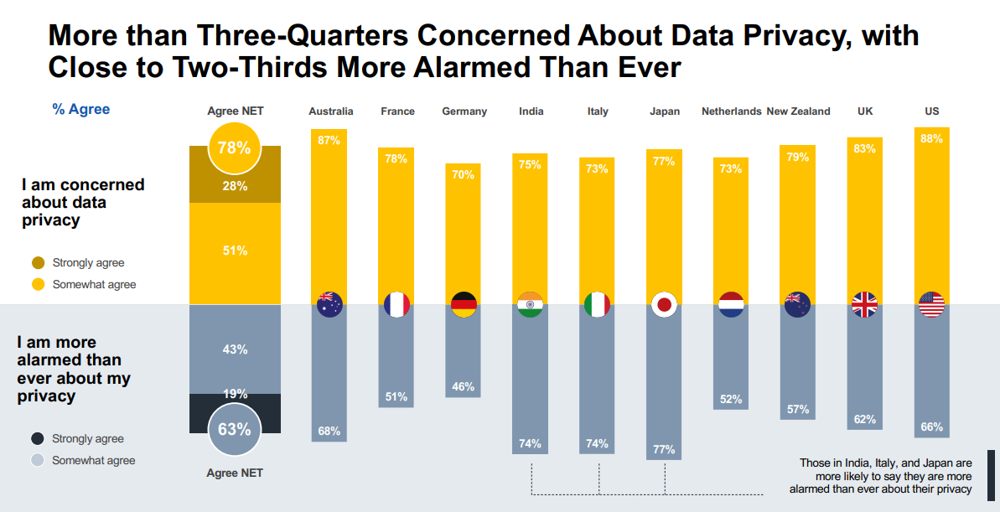 More than Three-Quarters Concerned About Data Privacy, with
Close to Two-Thirds More Alarmed Than Ever
% Agree
Agree NET
Australia
France
Germany
India
Italy
Japan
Netherlands
New Zealand
UK
US
I am concerned
about data
privacy
Strongly agree
Somewhat agree
78%
28%
51%
87%
78%
70%
75%
73%
77%
73%
79%
83%
88%
I am more
alarmed than
ever about my
privacy
Strongly agree
Somewhat agree
43%
19%
63%
Agree NET
68%
51%
46%
74%
74%
77%
52%
57%
62%
66%
Those in India, Italy, and Japan are
more likely to say they are more
alarmed than ever about their privacy